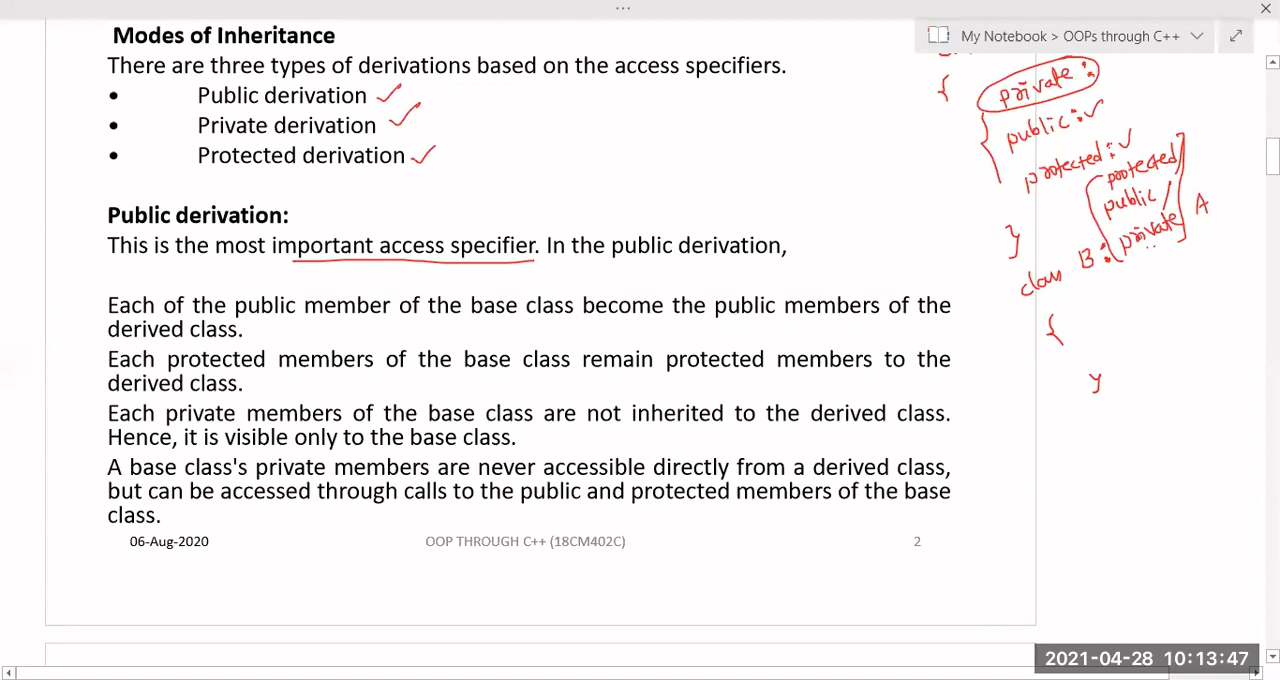 My Notebook > OOPs through C++
Modes of Inheritance
There are three types of derivations based on the access specifiers.
• Public derivation
• Private derivation
• Protected derivation
Public derivation:
This is the most important access specifier. In the public derivation,
Each of the public member of the base class become the public members of the
derived class.
Each protected members of the base class remain protected members to the
derived class.
Each private members of the base class are not inherited to the derived class.
Hence, it is visible only to the base class.
A base class's private members are never accessible directly from a derived class,
but can be accessed through calls to the public and protected members of the base
class.
06-Aug-2020 OOP THROUGH C++ (18CM402C) 2
{
private :
public :
protected :
}
class B : protected
public /
private
A
{
y
2021-04-28 10:13:47